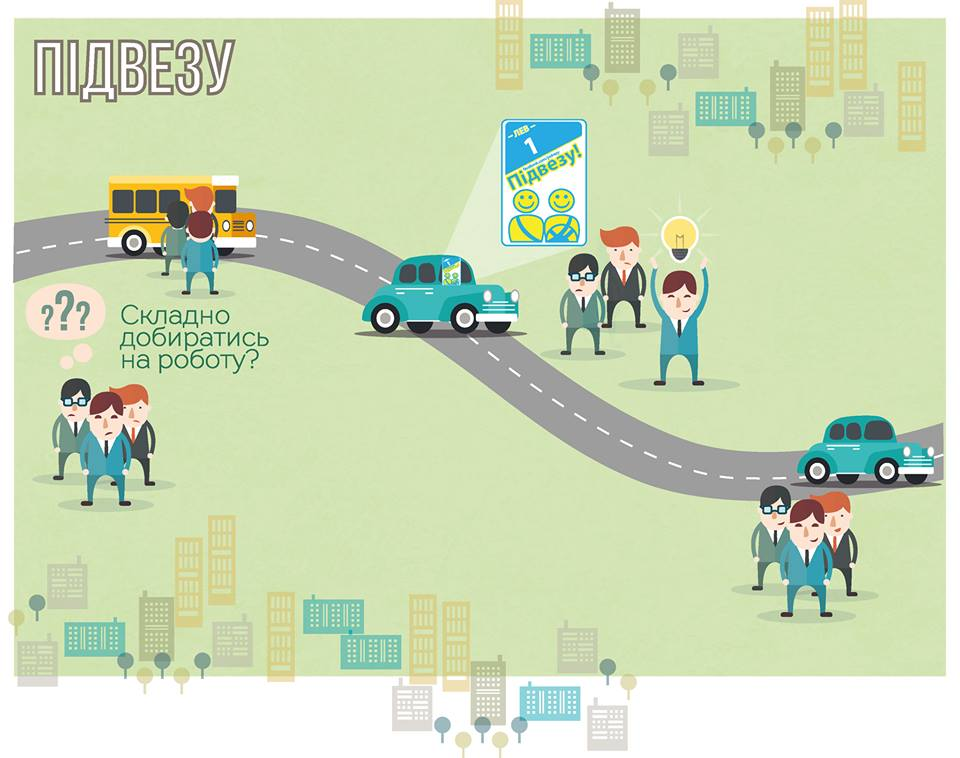 ПІДВЕЗУ
- ЛЕВ -
1
Підвезу!
???
Складно
добиратись
на роботу?